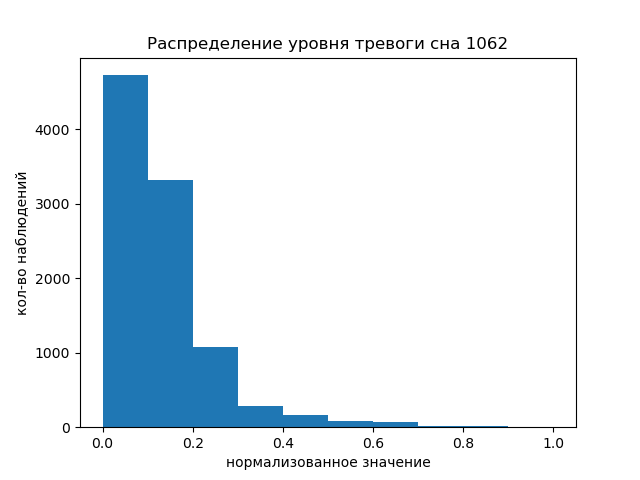 Распределение уровня тревоги сна 1062
кол-во наблюдений
4000
3000
2000
1000
0
0.0 0.2 0.4 0.6 0.8 1.0
нормализованное значение